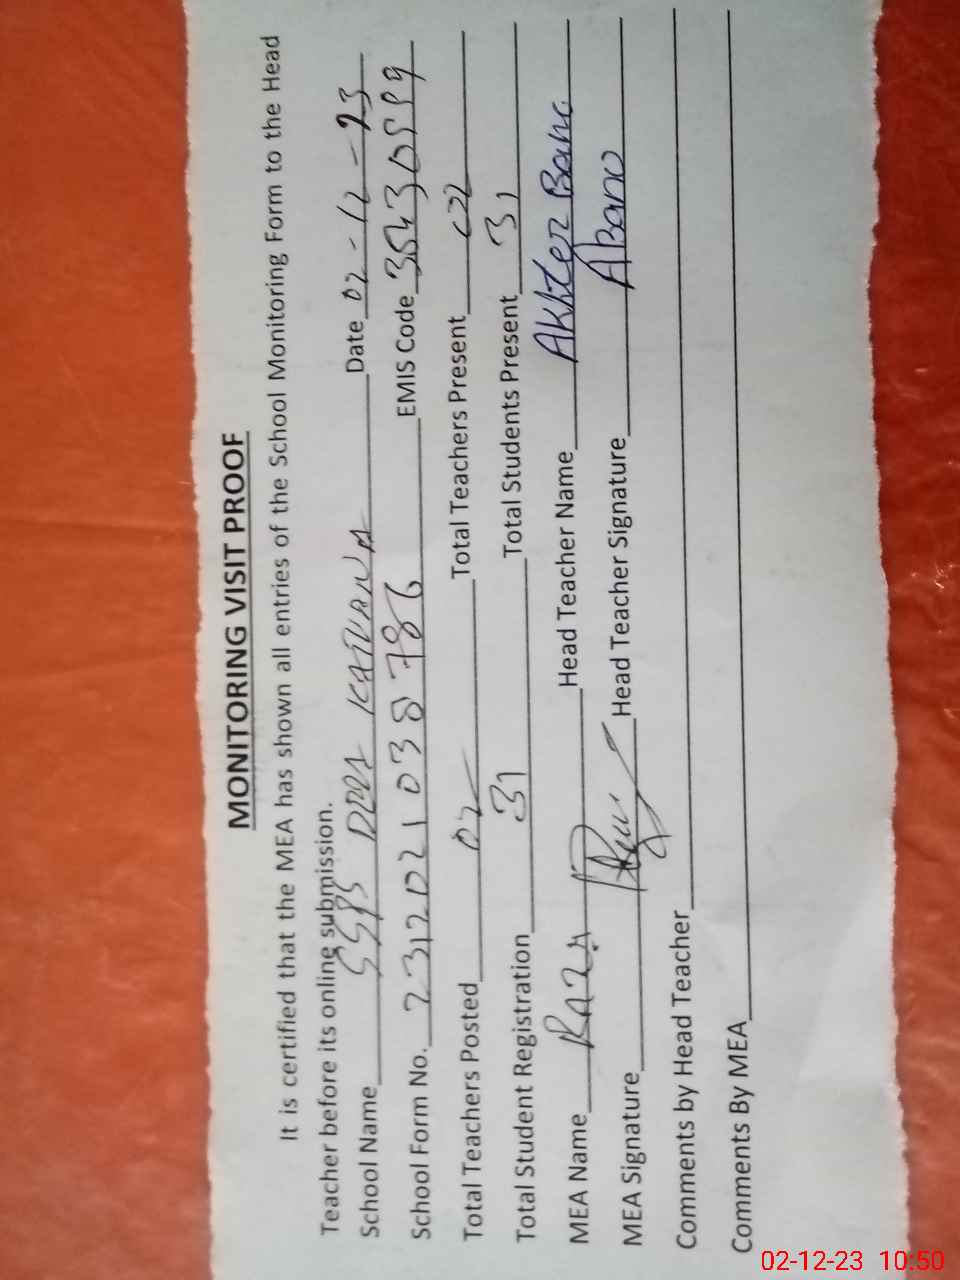 MONITORING VISIT PROOF
It is certified that the MEA has shown all entries of the School Monitoring Form to the Head
Teacher before its online submission.
School Name Date 02-12-23
School Form No. 2312021038786 EMIS Code
Total Teachers Posted 02 Total Teachers Present 02
Total Student Registration 31 Total Students Present 31
MEA Name RAZA Head Teacher Name AKhter Bano
MEA Signature Head Teacher Signature ABano
Comments by Head Teacher
Comments By MEA
02-12-23 10:50